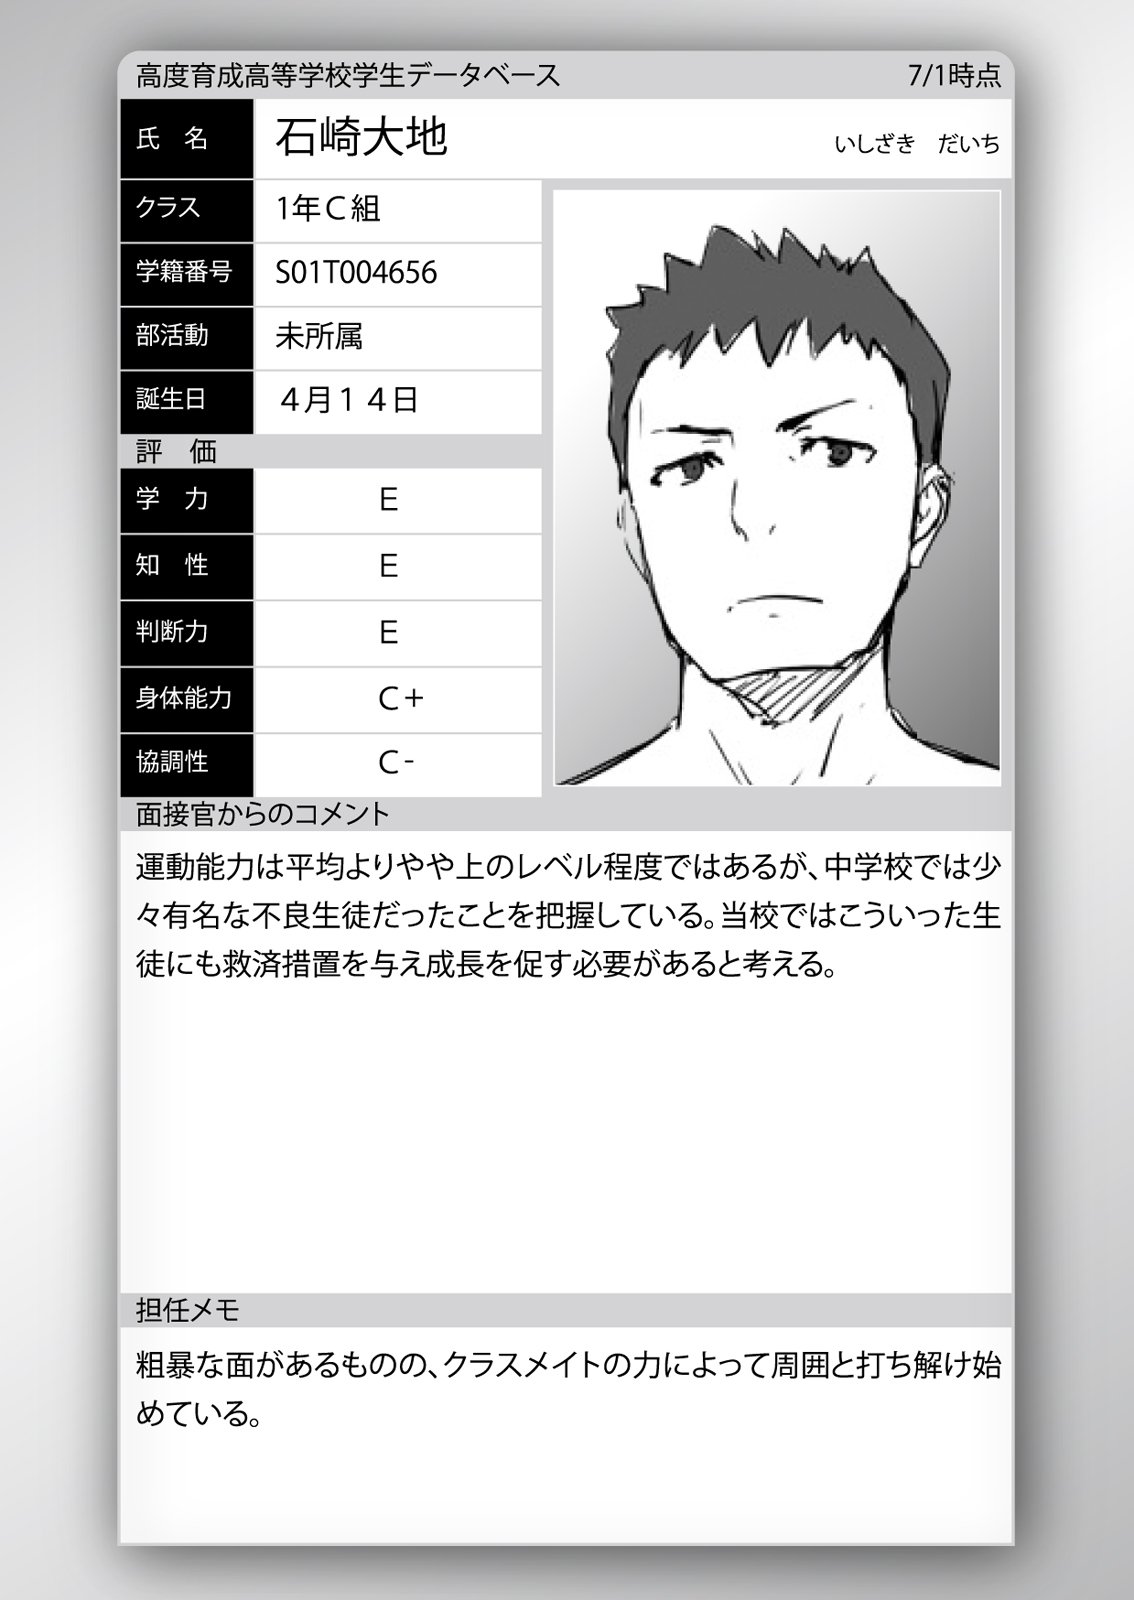 高度育成高等学校学生データベース 7/1時点
氏 名 石崎大地 いしざき だいち
クラス 1年C組
学籍番号 S01T004656
部活動 未所属
誕生日 4月14日
評 価
学 力 E
知 性 E
判断力 E
身体能力 C+
協調性 C-
面接官からのコメント
運動能力は平均よりやや上のレベル程度ではあるが、中学校では少
々有名な不良生徒だったことを把握している。当校ではこういった生
徒にも救済措置を与え成長を促す必要があると考える。
担任メモ
粗暴な面があるものの、クラスメイトの力によって周囲と打ち解け始
めている。